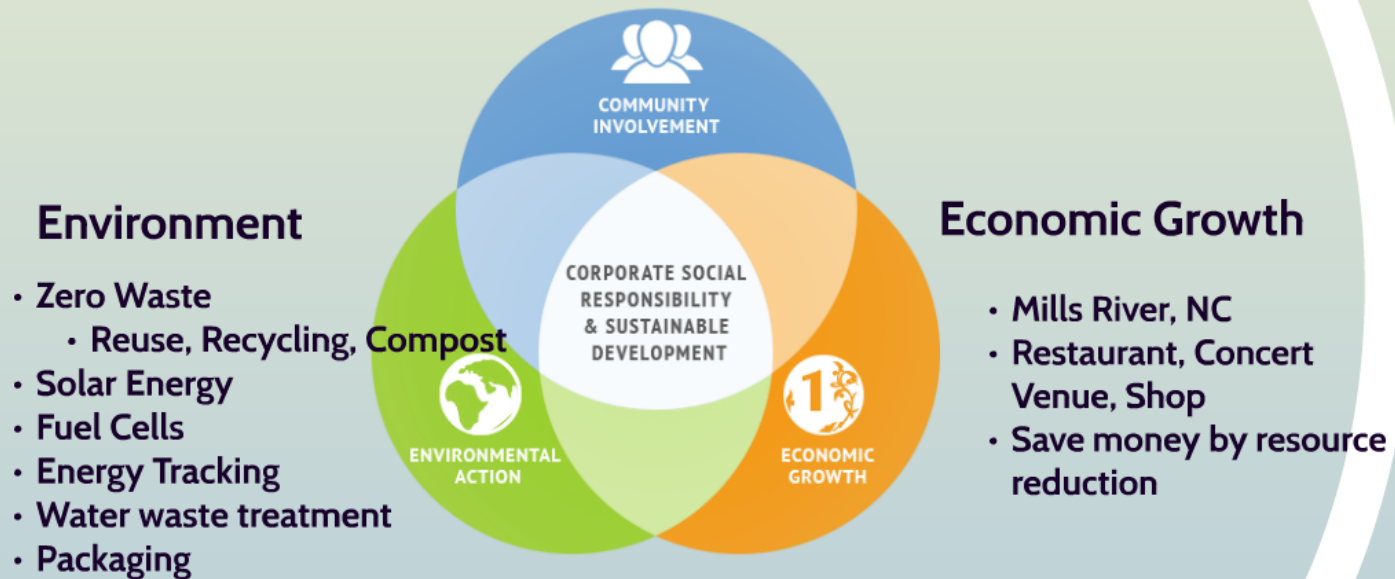 COMMUNITY
INVOLVEMENT
Environment
• Zero Waste
• Reuse, Recycling, Compost
• Solar Energy
• Fuel Cells
• Energy Tracking
• Water waste treatment
• Packaging
CORPORATE SOCIAL
RESPONSIBILITY
& SUSTAINABLE
DEVELOPMENT
ENVIRONMENTAL
ACTION
1
ECONOMIC
GROWTH
Economic Growth
• Mills River, NC
• Restaurant, Concert
Venue, Shop
• Save money by resource
reduction